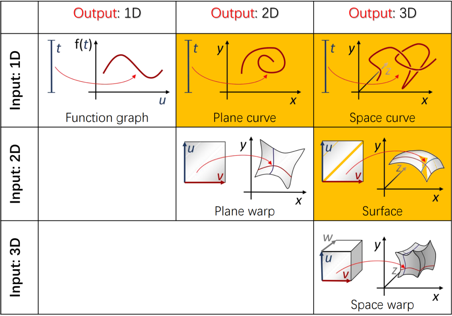 Output: 1D
Output: 2D
Output: 3D
Input: 1D
t
f(t)
u
Function graph
t
y
x
Plane curve
t
y
z
x
Space curve
Input: 2D
u
v
y
x
Plane warp
u
v
y
z
x
Surface
Input: 3D
w
u
v
y
z
x
Space warp